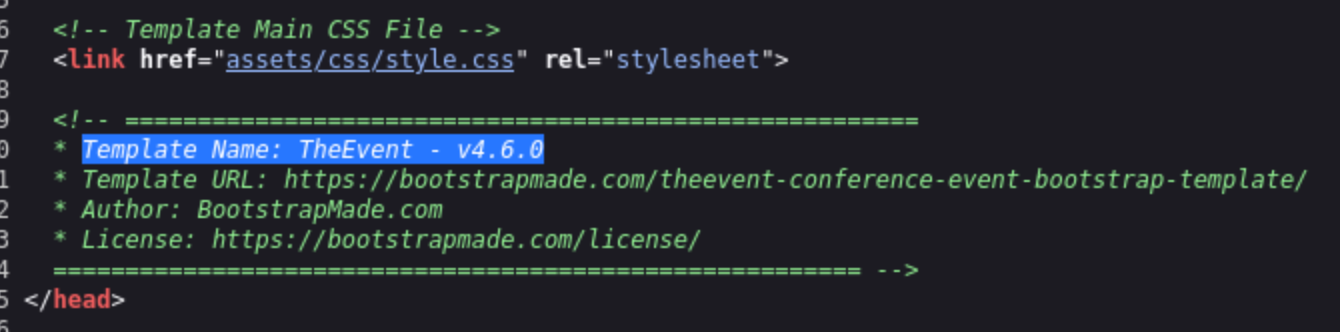 6 <!-- Template Main CSS File -->
7 <link href="assets/css/style.css" rel="stylesheet">
8
9 <!-- =======================================================
0 * Template Name: TheEvent - v4.6.0
1 * Template URL: https://bootstrapmade.com/theevent-conference-event-bootstrap-template/
2 * Author: BootstrapMade.com
3 * License: https://bootstrapmade.com/license/
4 ======================================================== -->
5 </head>